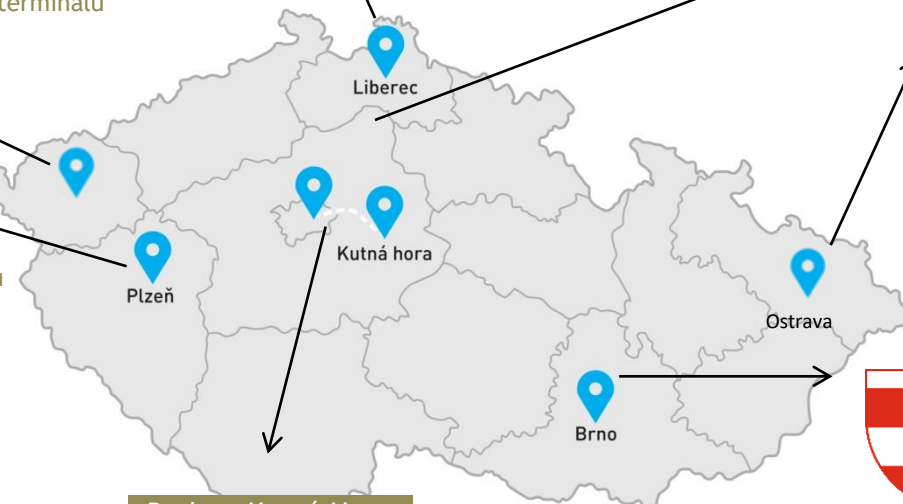 terminálu
Liberec
Kutná hora
Plzeň
Ostrava
Brno